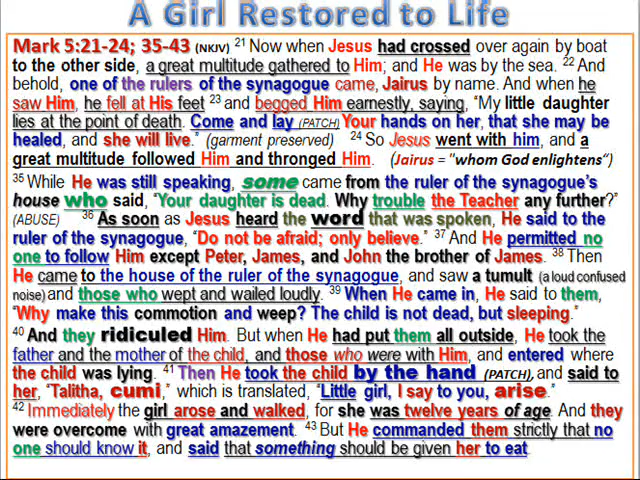 A Girl Restored to Life
Mark 5:21-24; 35-43 (NKJV) 21 Now when Jesus had crossed over again by boat
to the other side, a great multitude gathered to Him; and He was by the sea. 22 And
behold, one of the rulers of the synagogue came, Jairus by name. And when he
saw Him, he fell at His feet 23 and begged Him earnestly, saying, "My little daughter
lies at the point of death. Come and lay (PATCH) Your hands on her, that she may be
healed, and she will live." (garment preserved) 24 So Jesus went with him, and a
great multitude followed Him and thronged Him. (Jairus = "whom God enlightens")
35 While He was still speaking, some came from the ruler of the synagogue's
house who said, "Your daughter is dead. Why trouble the Teacher any further?"
(ABUSE) 36 As soon as Jesus heard the word that was spoken, He said to the
ruler of the synagogue, "Do not be afraid; only believe." 37 And He permitted no
one to follow Him except Peter, James, and John the brother of James. 38 Then
He came to the house of the ruler of the synagogue, and saw a tumult (a loud confused
noise) and those who wept and wailed loudly. 39 When He came in, He said to them,
"Why make this commotion and weep? The child is not dead, but sleeping."
40 And they ridiculed Him. But when He had put them all outside, He took the
father and the mother of the child, and those who were with Him, and entered where
the child was lying. 41 Then He took the child by the hand (PATCH), and said to
her, "Talitha, cumi," which is translated, "Little girl, I say to you, arise."
42 Immediately the girl arose and walked, for she was twelve years of age. And they
were overcome with great amazement. 43 But He commanded them strictly that no
one should know it, and said that something should be given her to eat.